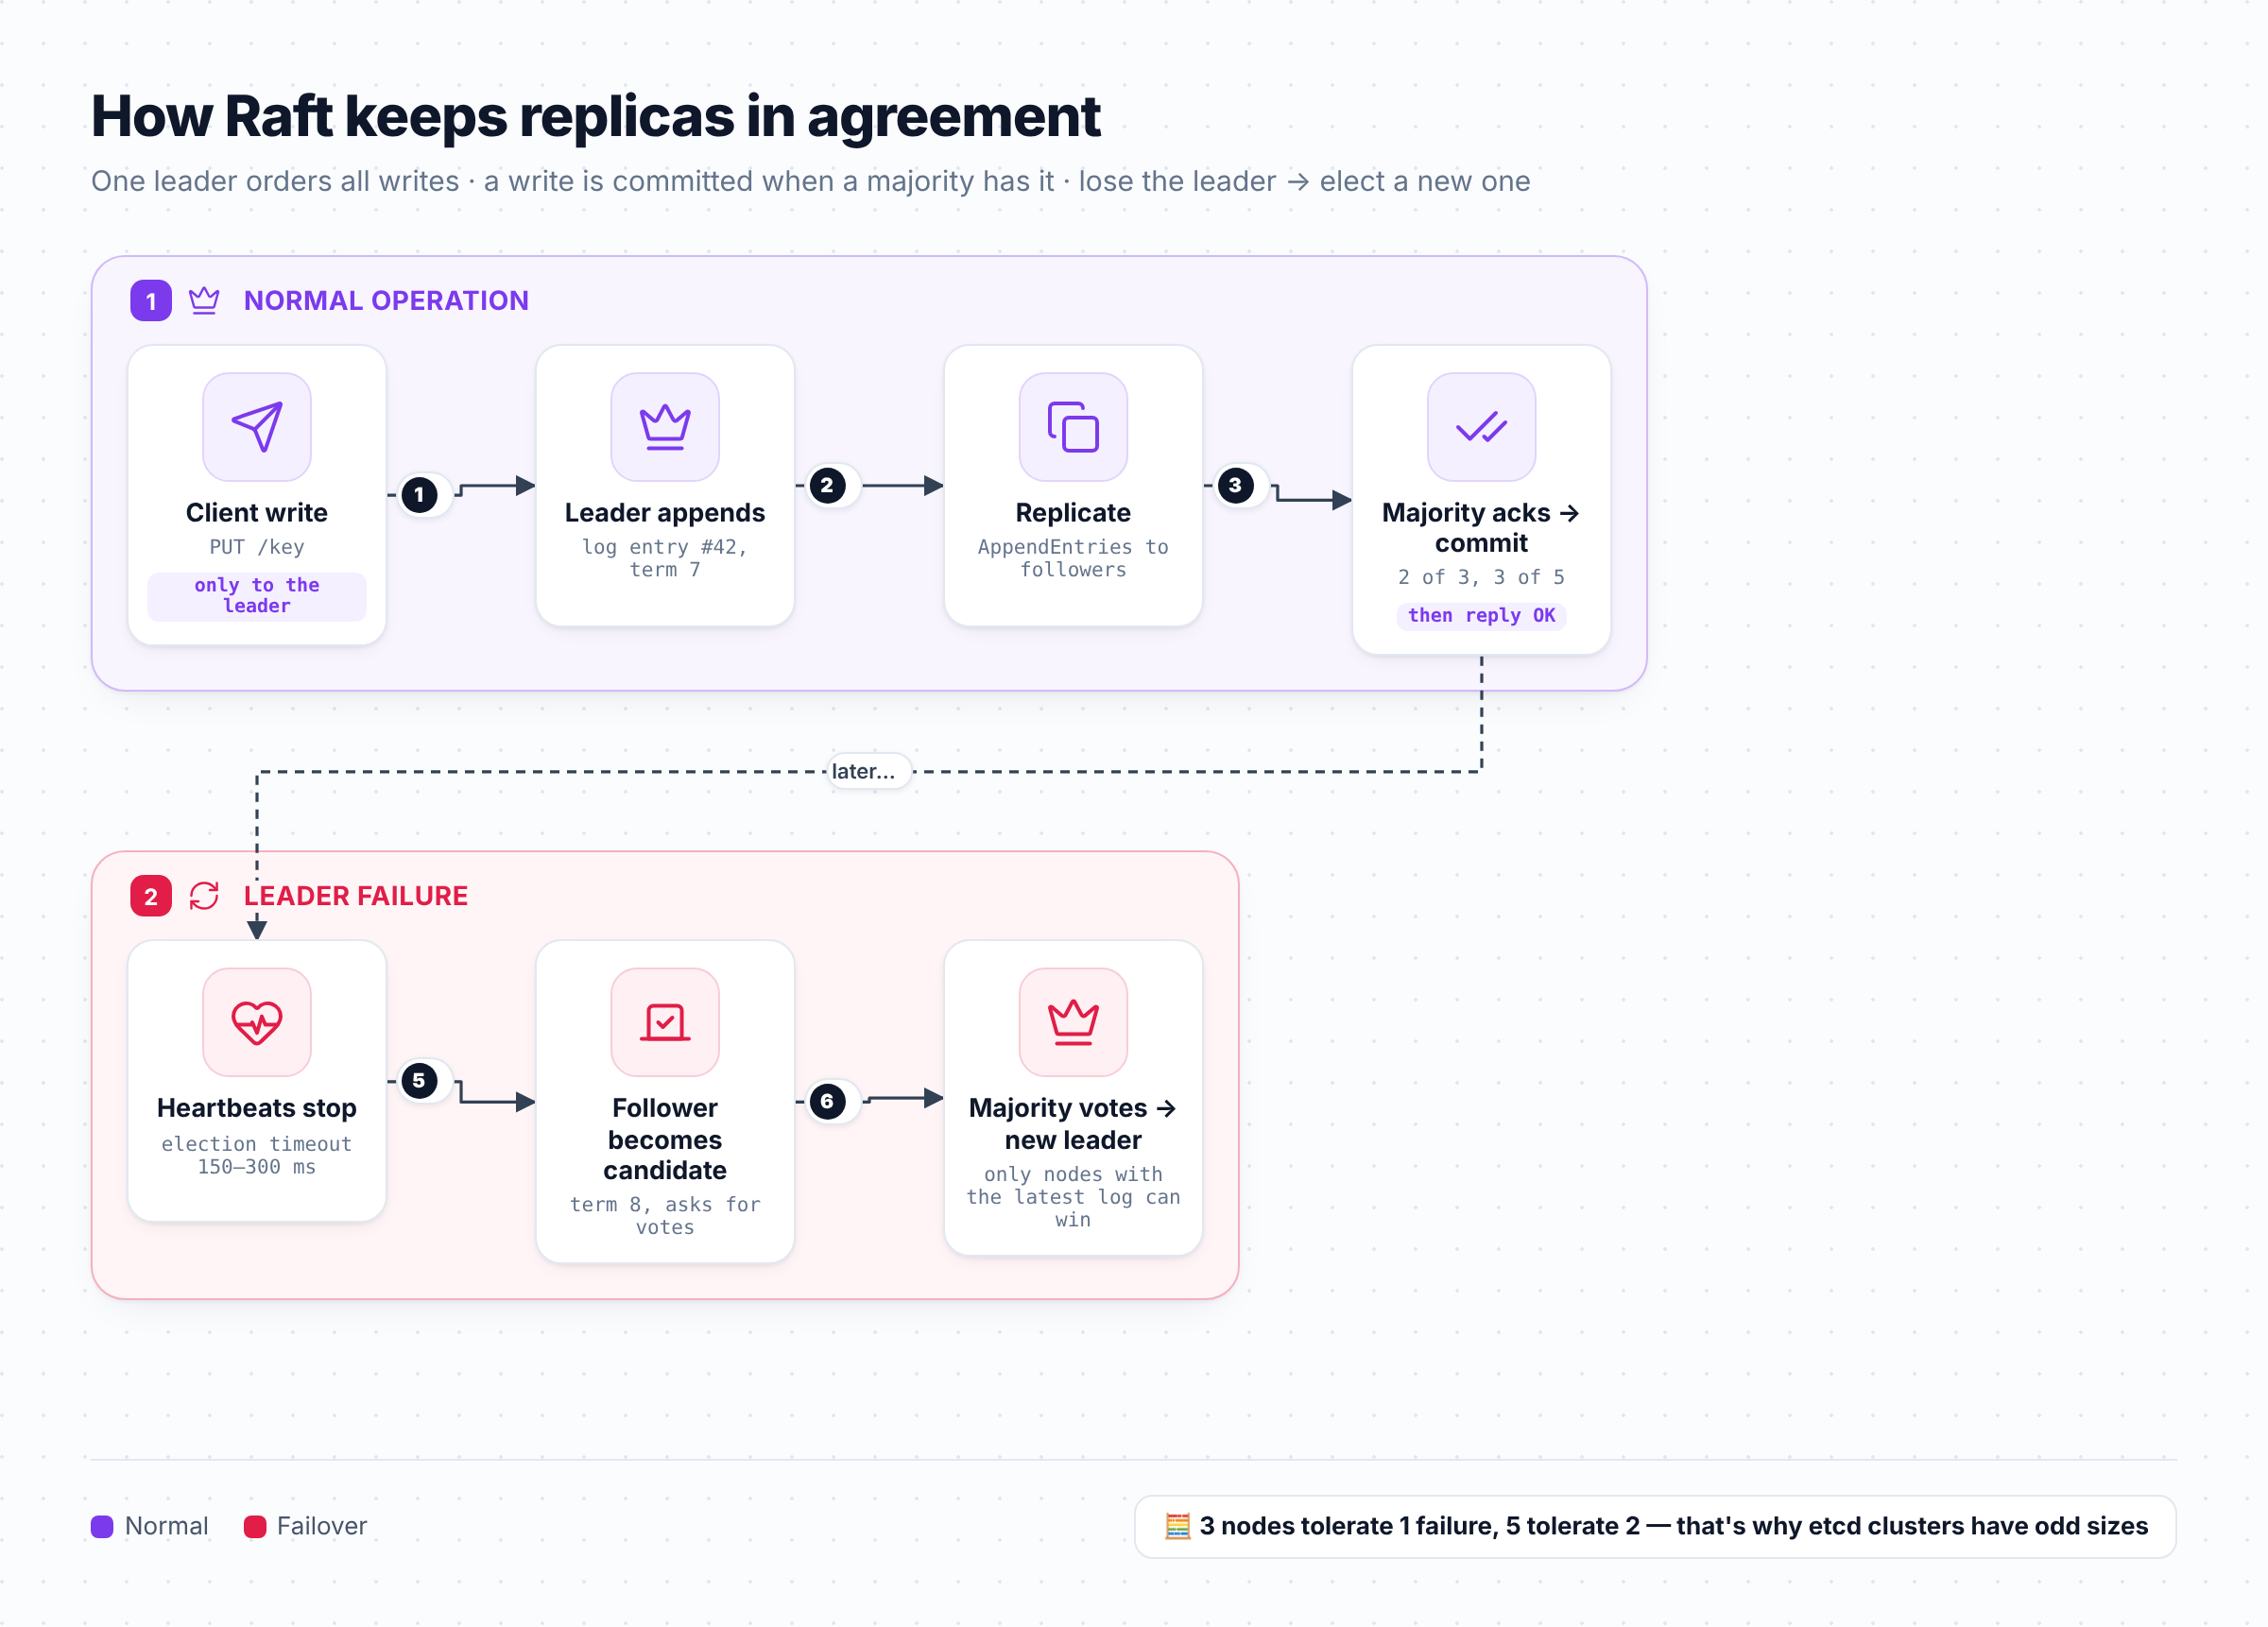 How Raft keeps replicas in agreement
One leader orders all writes · a write is committed when a majority has it · lose the leader → elect a new one
1 NORMAL OPERATION
Client write
PUT /key
only to the
leader
1
Leader appends
log entry #42,
term 7
2
Replicate
AppendEntries to
followers
3
Majority acks →
commit
2 of 3, 3 of 5
then reply OK
later...
2 LEADER FAILURE
Heartbeats stop
election timeout
150–300 ms
5
Follower
becomes
candidate
term 8, asks for
votes
6
Majority votes →
new leader
only nodes with
the latest log can
win
Normal
Failover
🧮 3 nodes tolerate 1 failure, 5 tolerate 2 — that's why etcd clusters have odd sizes